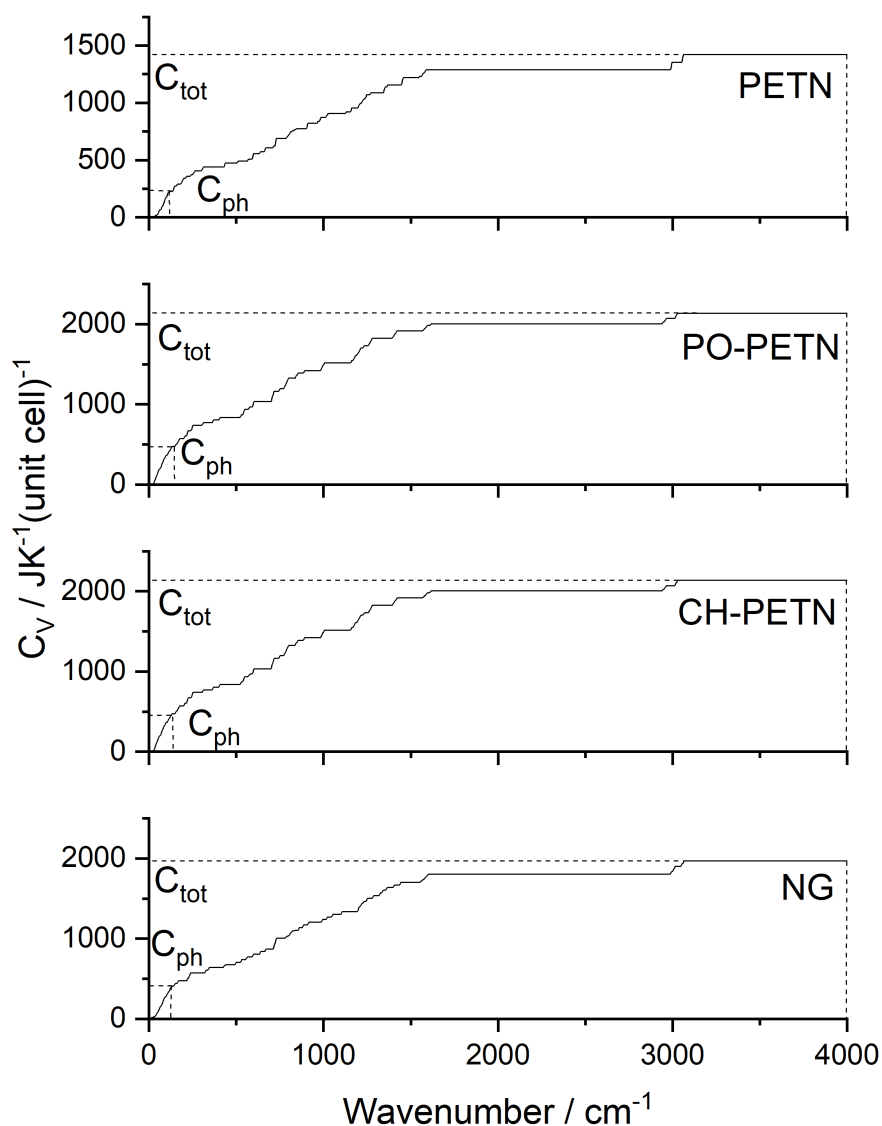 1500
1000
500
0
C_tot
C_ph
PETN
2000
1000
0
C_tot
C_ph
PO-PETN
C_V / JK^-1(unit cell)^-1
2000
1000
0
C_tot
C_ph
CH-PETN
2000
1000
0
C_tot
C_ph
NG
0 1000 2000 3000 4000
Wavenumber / cm^-1